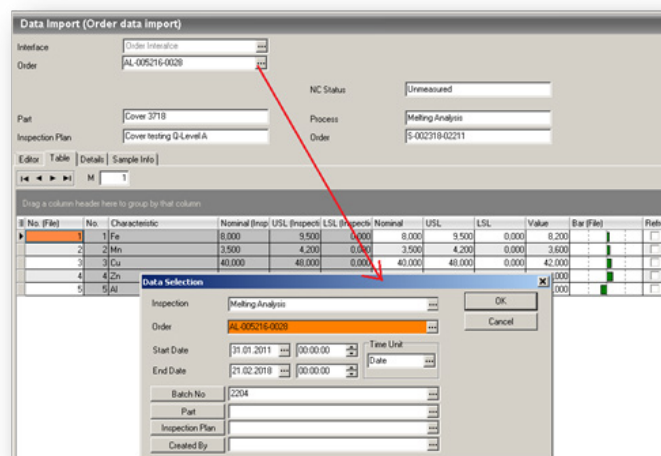 Data Import (Order data import)
Interface Order Interafce ...
Order AL-005216-0028 ...
NC Status Unmeasured
Part Cover 3718 Process Melting Analysis
Inspection Plan Cover testing Q-Level A Order S-002318-02211
Editor Table Details Sample Info
M 1
Drag a column header here to group by that column
No. (File) No. Characteristic Nominal (Insp USL (Inspecti LSL (Inspecti Nominal USL LSL Value Bar (File)
1 1 Fe 8,000 9,500 0,000 8,000 9,500 0,000 8,200
2 2 Mn 3,500 4,200 0,000 3,500 4,200 0,000 3,600
3 3 Cu 40,000 48,000 0,000 40,000 48,000 0,000 42,000
4 4 Zn
5 5 Al
Data Selection
Inspection Melting Analysis ... OK
Order AL-005216-0028 ... Cancel
Start Date 31.01.2011 ... 00:00:00 Time Unit
Date ...
End Date 21.02.2018 ... 00:00:00
Batch No 2204 ...
Part ...
Inspection Plan ...
Created By ...